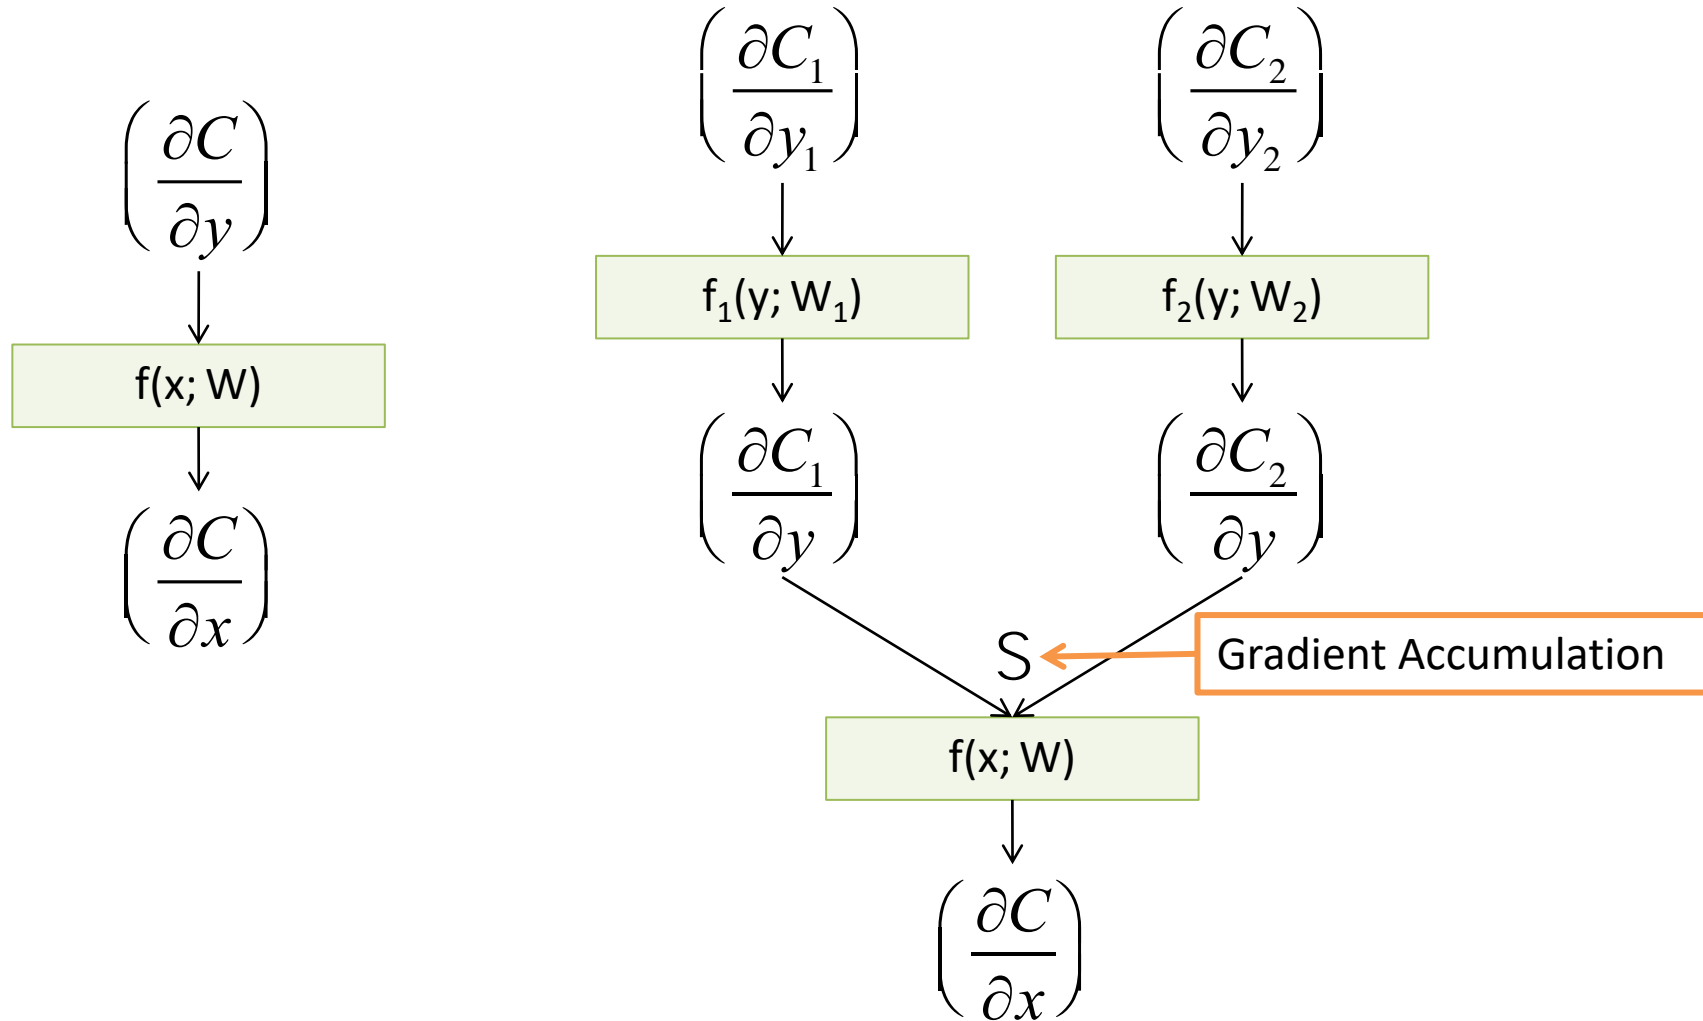 (∂C/∂y)
f(x; W)
(∂C/∂x)
(∂C₁/∂y₁)
f₁(y; W₁)
(∂C₁/∂y)
(∂C₂/∂y₂)
f₂(y; W₂)
(∂C₂/∂y)
S
Gradient Accumulation
f(x; W)
(∂C/∂x)